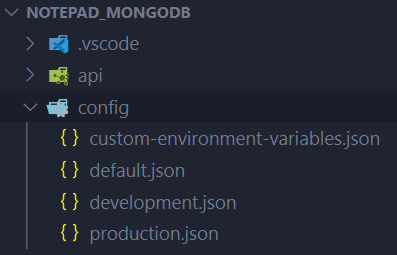 NOTEPAD_MONGODB
.vscode
api
config
{} custom-environment-variables.json
{} default.json
{} development.json
{} production.json